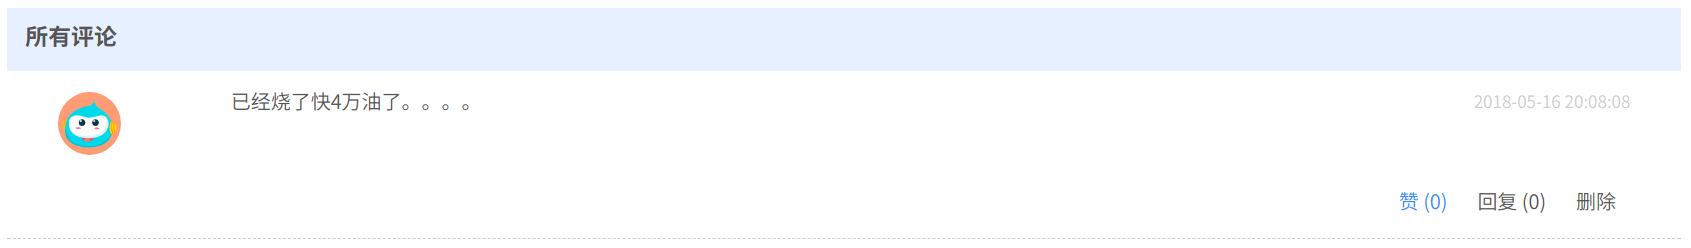 所有评论
已经烧了快4万油了。。。。
2018-05-16 20:08:08
赞 (0) 回复 (0) 删除